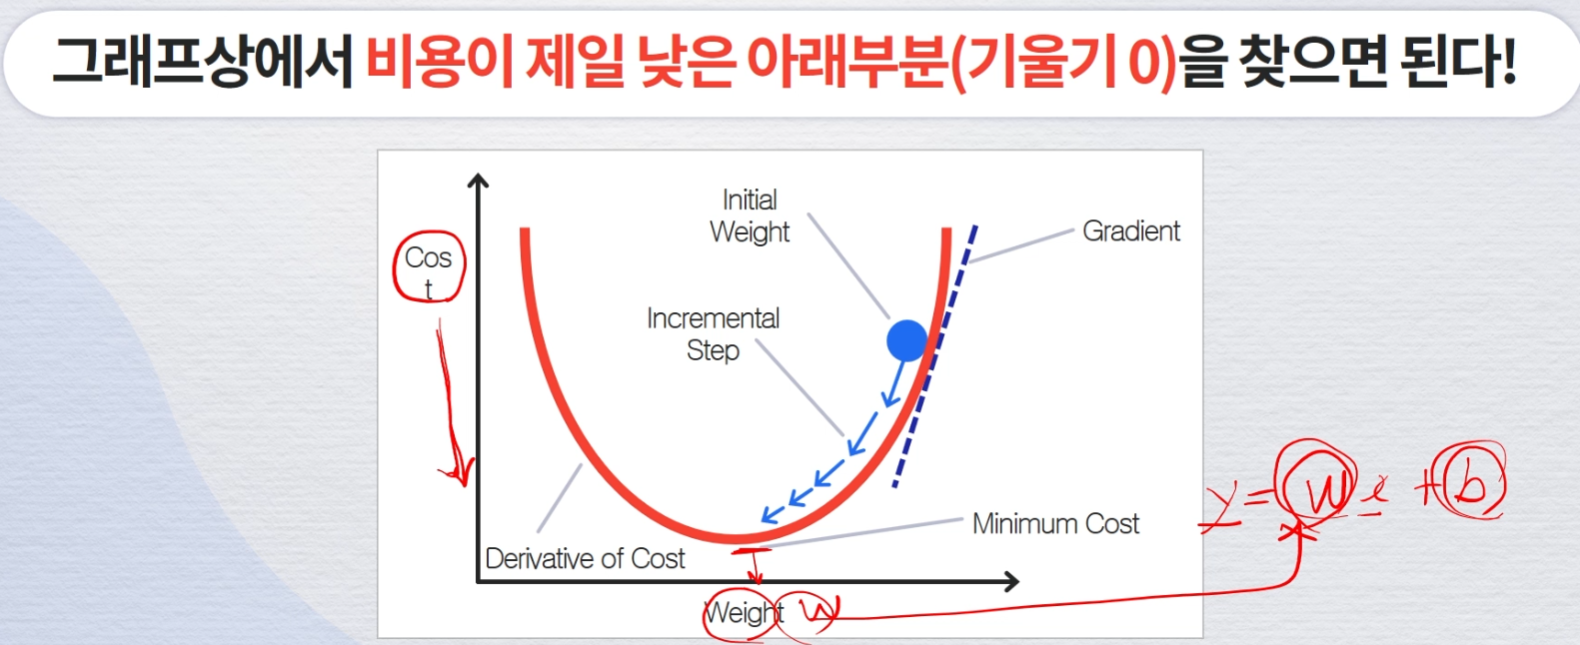 그래프상에서 비용이 제일 낮은 아래부분(기울기 0)을 찾으면 된다!
Initial
Weight
Gradient
Cos
t
Incremental
Step
y = wx + b
Minimum Cost
Derivative of Cost
Weight w